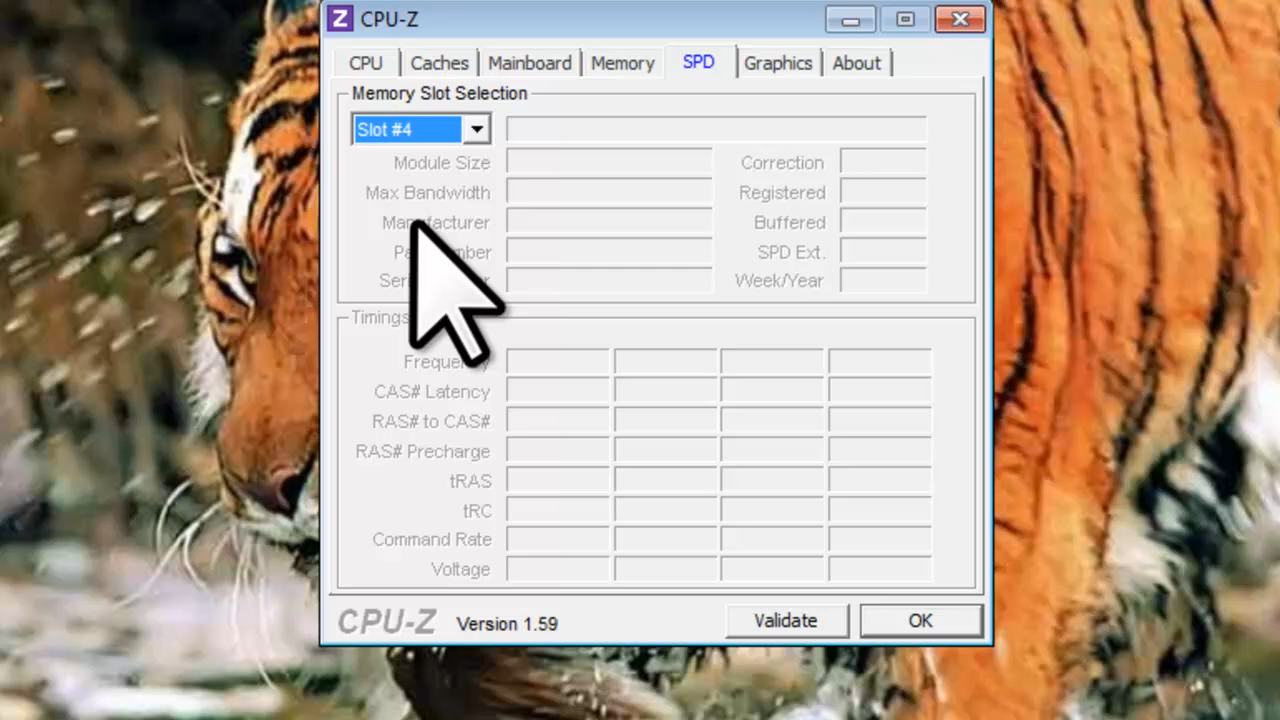 Z CPU-Z
CPU Caches Mainboard Memory SPD Graphics About
Memory Slot Selection
Slot #4
Module Size Correction
Max Bandwidth Registered
Manufacturer Buffered
SPD Ext.
Week/Year
Timings
CAS# Latency
RAS# to CAS#
RAS# Precharge
tRAS
tRC
Command Rate
Voltage
CPU-Z Version 1.59 Validate OK